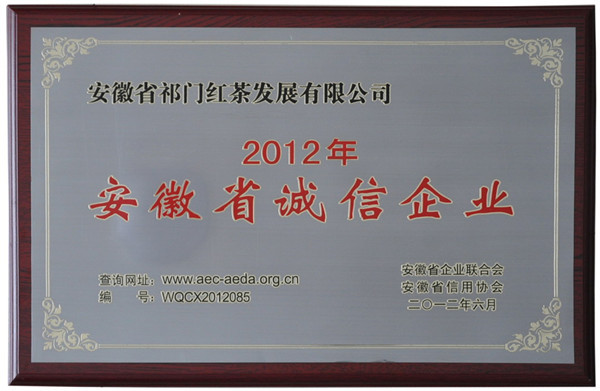 安徽省祁门红茶发展有限公司
2012年
安徽省诚信企业
查询网址：www.aec-aeda.org.cn
编　号：WQCX2012085
安徽省企业联合会
安徽省信用协会
二〇一二年六月